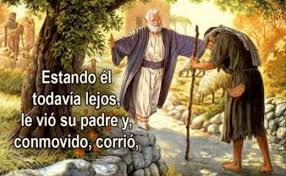 Estando él
todavía lejos,
le vió su padre y,
conmovido, corrió,